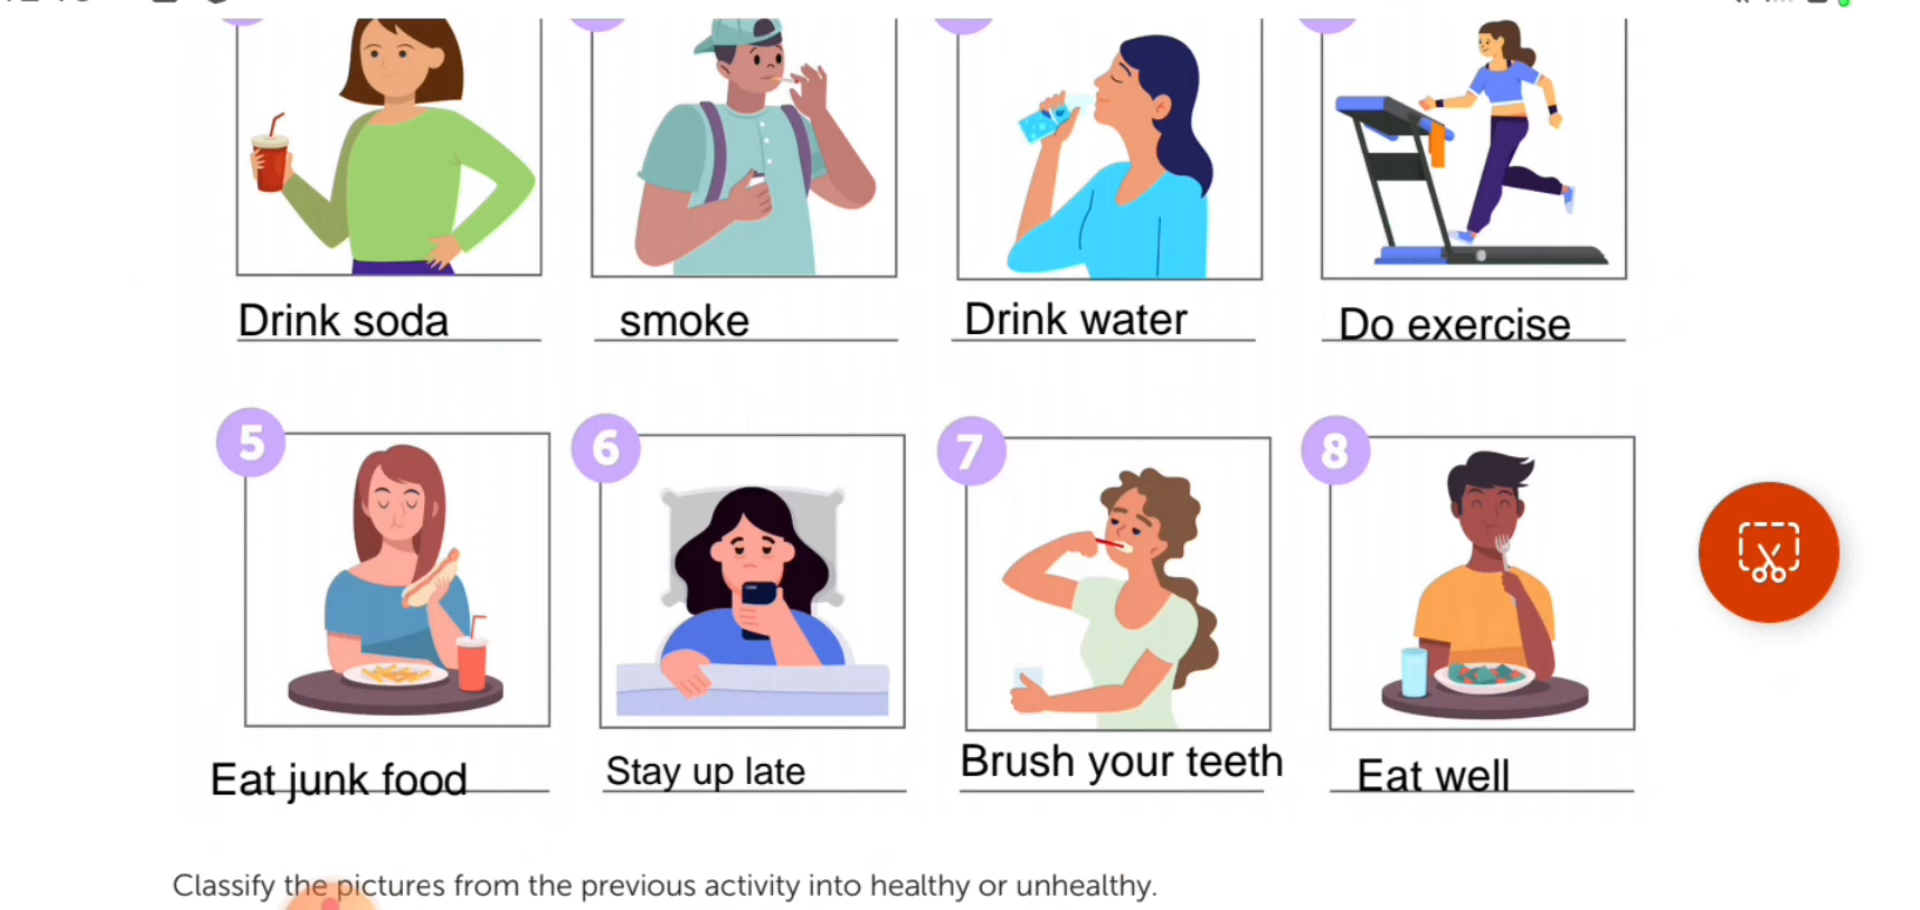 Drink soda
smoke
Drink water
Do exercise
5
6
7
8
Eat junk food
Stay up late
Brush your teeth
Eat well
Classify the pictures from the previous activity into healthy or unhealthy.